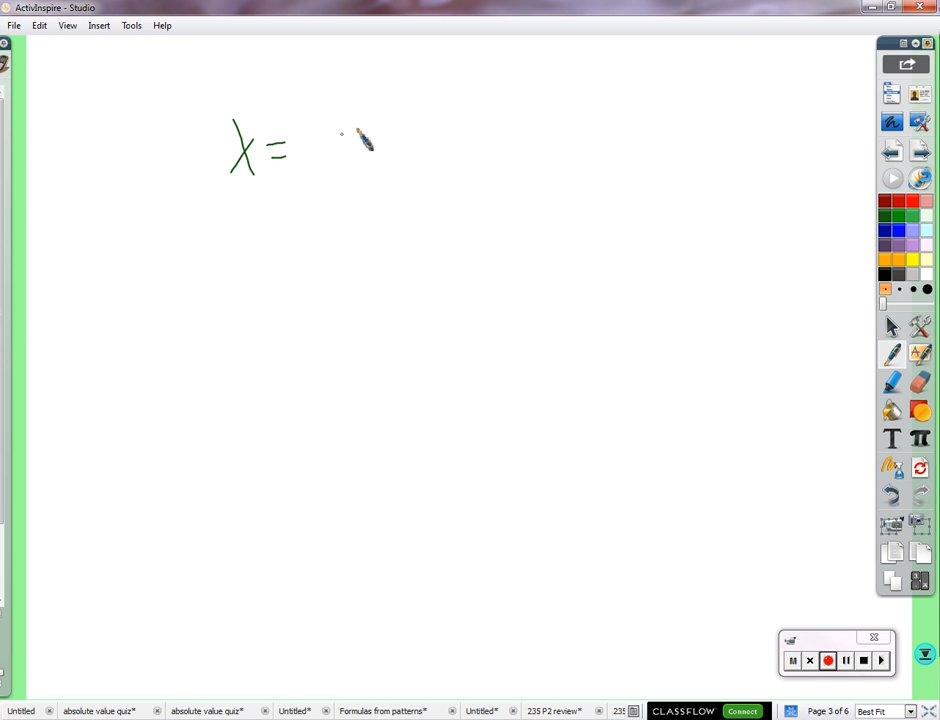 ActivInspire - Studio
File Edit View Insert Tools Help
X =
M
Untitled absolute value quiz* absolute value quiz* Untitled* Formulas from patterns* Untitled* 235 P2 review* 235 CLASSFLOW Connect Page 3 of 6 Best Fit